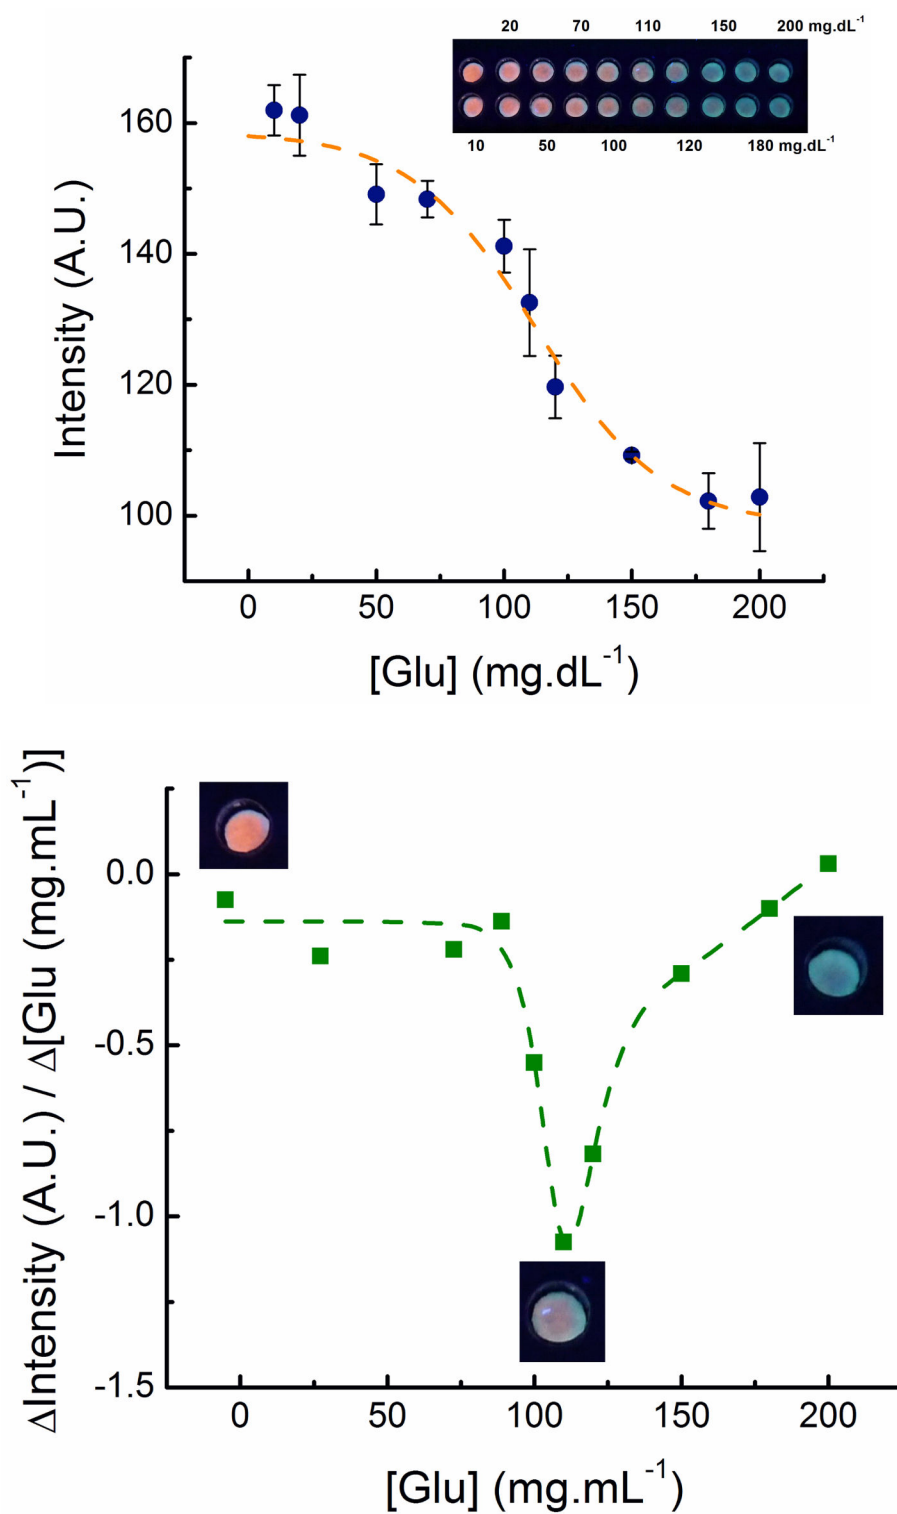 20 70 110 150 200 mg.dL⁻¹
10 50 100 120 180 mg.dL⁻¹
160
140
120
100
Intensity (A.U.)
0 50 100 150 200
[Glu] (mg.dL⁻¹)
ΔIntensity (A.U.) / Δ[Glu (mg.mL⁻¹)]
0.0
-0.5
-1.0
-1.5
0 50 100 150 200
[Glu] (mg.mL⁻¹)